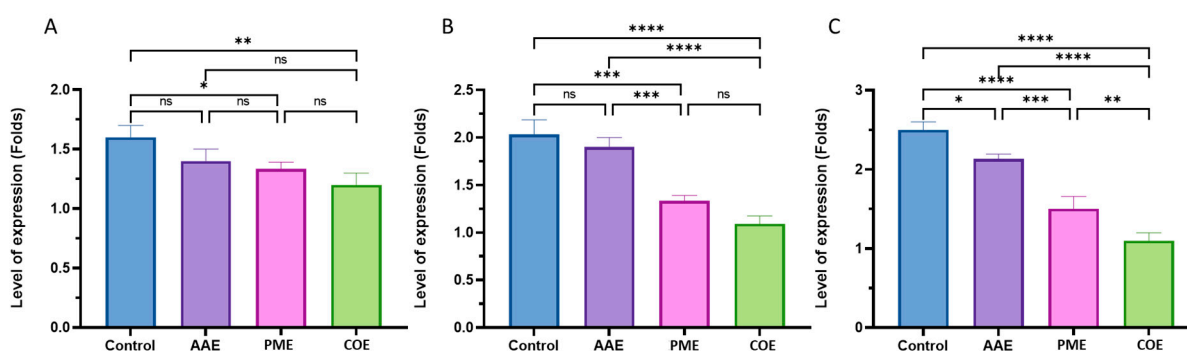 A
**
ns
*
ns
ns
ns
Level of expression (Folds)
2.0
1.5
1.0
0.5
0.0
Control
AAE
PME
COE
B
****
****
***
ns
***
ns
Level of expression (Folds)
2.5
2.0
1.5
1.0
0.50
0.0
Control
AAE
PME
COE
C
****
****
****
*
***
**
Level of expression (Folds)
3
2
1
0
Control
AAE
PME
COE